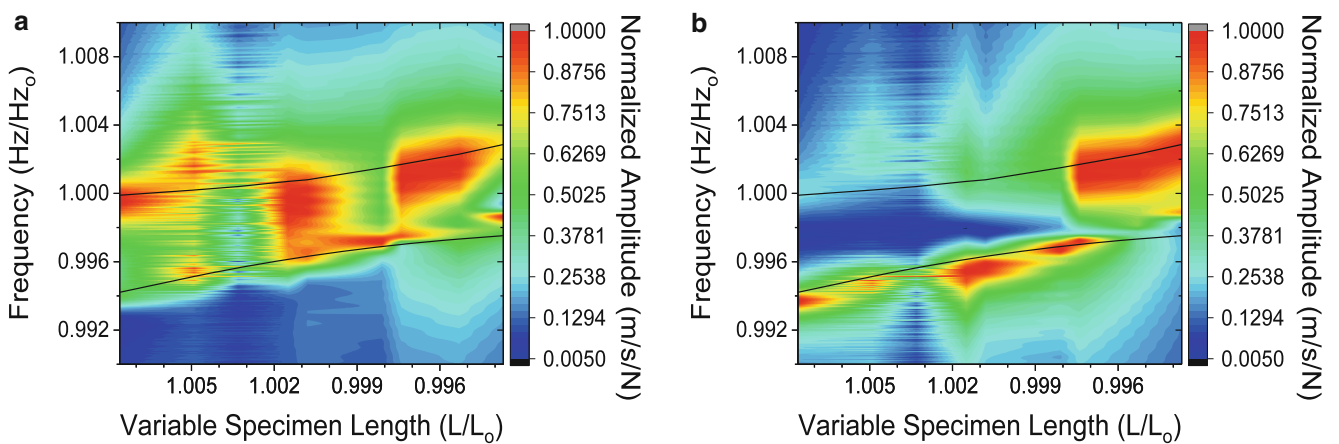 a
Frequency (Hz/Hzo)
1.008
1.004
1.000
0.996
0.992
1.005 1.002 0.999 0.996
Variable Specimen Length (L/Lo)
1.0000
0.8756
0.7513
0.6269
0.5025
0.3781
0.2538
0.1294
0.0050
Normalized Amplitude (m/s/N)
b
Frequency (Hz/Hzo)
1.008
1.004
1.000
0.996
0.992
1.005 1.002 0.999 0.996
Variable Specimen Length (L/Lo)
1.0000
0.8756
0.7513
0.6269
0.5025
0.3781
0.2538
0.1294
0.0050
Normalized Amplitude (m/s/N)